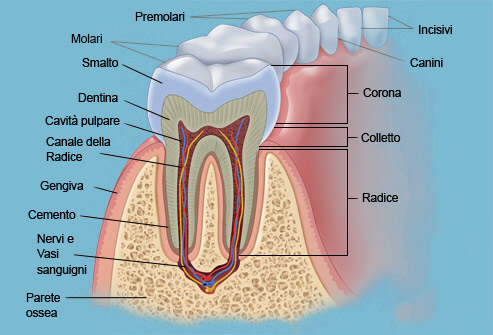 Premolari
Molari
Smalto
Dentina
Cavità pulpare
Canale della
Radice
Gengiva
Cemento
Nervi e
Vasi
sanguigni
Parete
ossea
Incisivi
Canini
Corona
Colletto
Radice